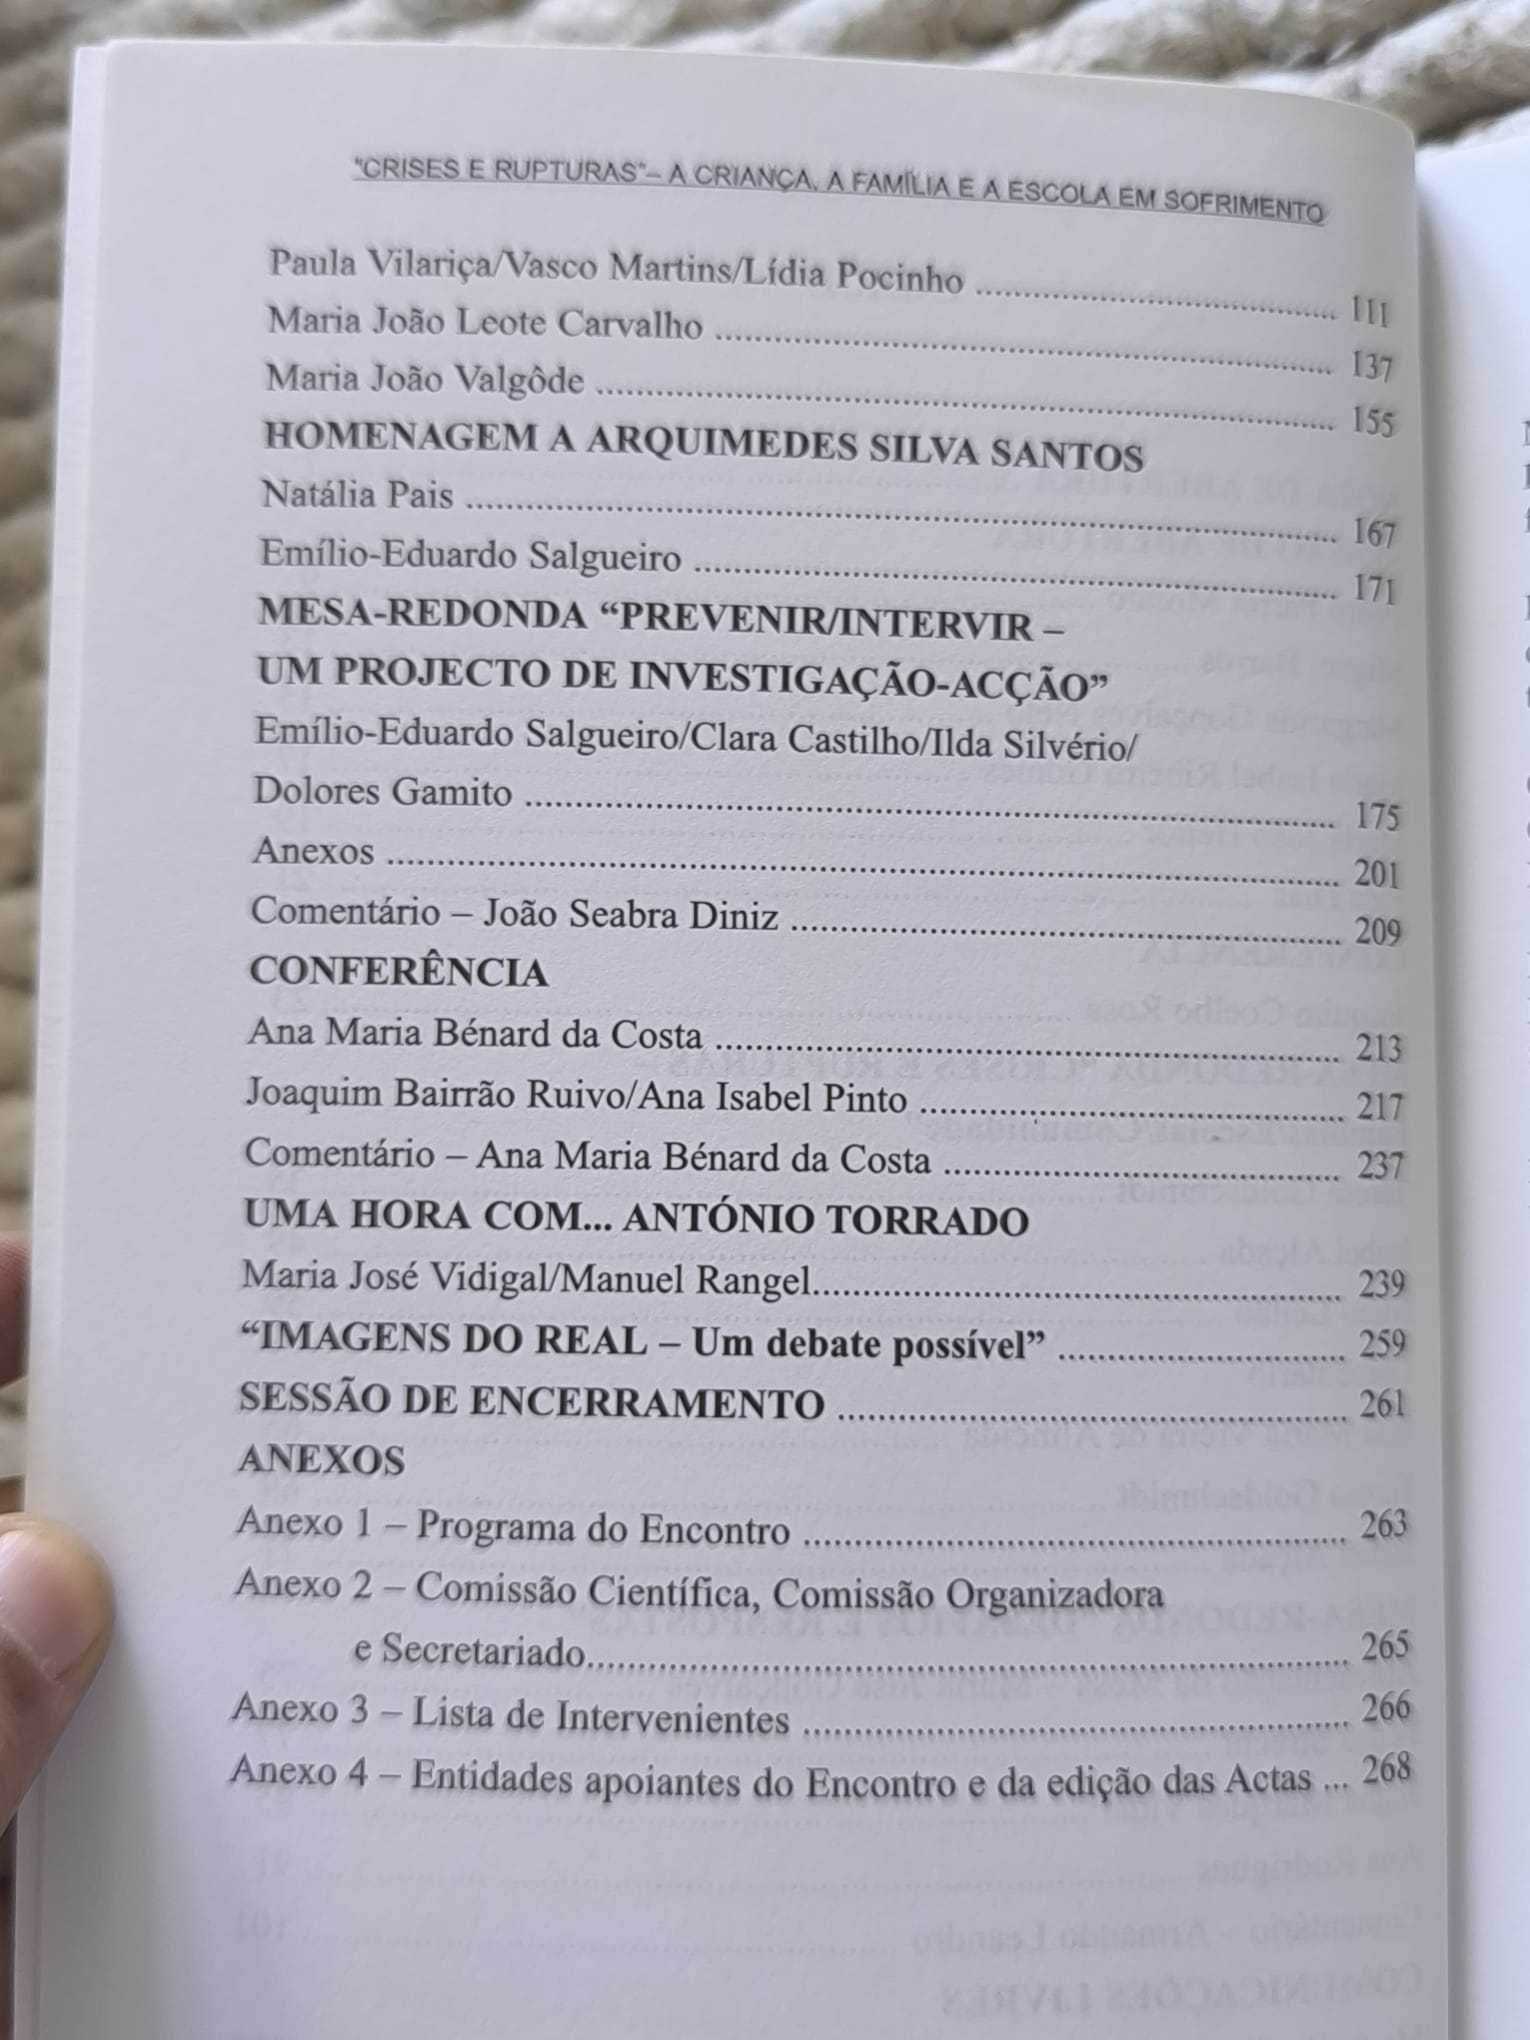 "CRISES E RUPTURAS"– A CRIANÇA, A FAMÍLIA E A ESCOLA EM SOFRIMENTO
Paula Vilariça/Vasco Martins/Lídia Pocinho ........ 111
Maria João Leote Carvalho ........ 137
Maria João Valgôde ........ 155
HOMENAGEM A ARQUIMEDES SILVA SANTOS
Natália Pais ........ 167
Emílio-Eduardo Salgueiro ........ 171
MESA-REDONDA “PREVENIR/INTERVIR –
UM PROJECTO DE INVESTIGAÇÃO-ACÇÃO”
Emílio-Eduardo Salgueiro/Clara Castilho/Ilda Silvério/
Dolores Gamito ........ 175
Anexos ........ 201
Comentário – João Seabra Diniz ........ 209
CONFERÊNCIA
Ana Maria Bénard da Costa ........ 213
Joaquim Bairrão Ruivo/Ana Isabel Pinto ........ 217
Comentário – Ana Maria Bénard da Costa ........ 237
UMA HORA COM... ANTÓNIO TORRADO
Maria José Vidigal/Manuel Rangel........ 239
“IMAGENS DO REAL – Um debate possível” ........ 259
SESSÃO DE ENCERRAMENTO ........ 261
ANEXOS
Anexo 1 – Programa do Encontro ........ 263
Anexo 2 – Comissão Científica, Comissão Organizadora
e Secretariado........ 265
Anexo 3 – Lista de Intervenientes ........ 266
Anexo 4 – Entidades apoiantes do Encontro e da edição das Actas ... 268